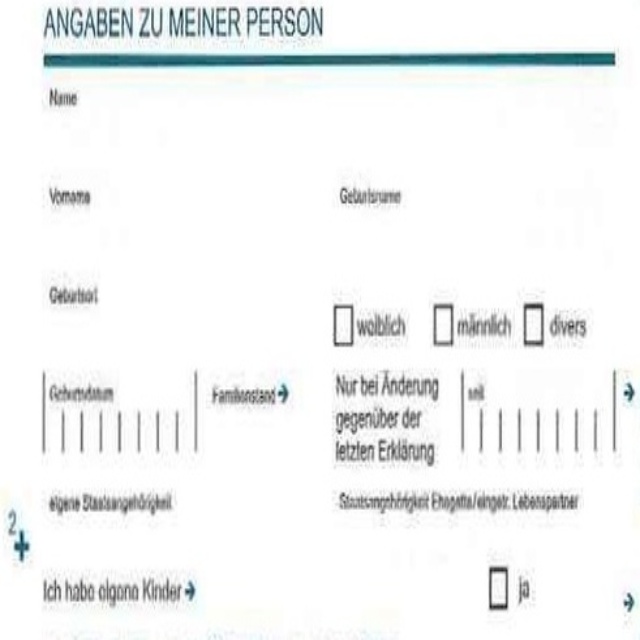 ANGABEN ZU MEINER PERSON
Name
Vorname Geburtsname
Geburtsort
weiblich männlich divers
Geburtsdatum Familienstand → Nur bei Änderung gegenüber der letzten Erklärung seit →
eigene Staatsangehörigkeit Staatsangehörigkeit Ehegatte/eingetr. Lebenspartner
2
+
Ich habe eigene Kinder → ja →